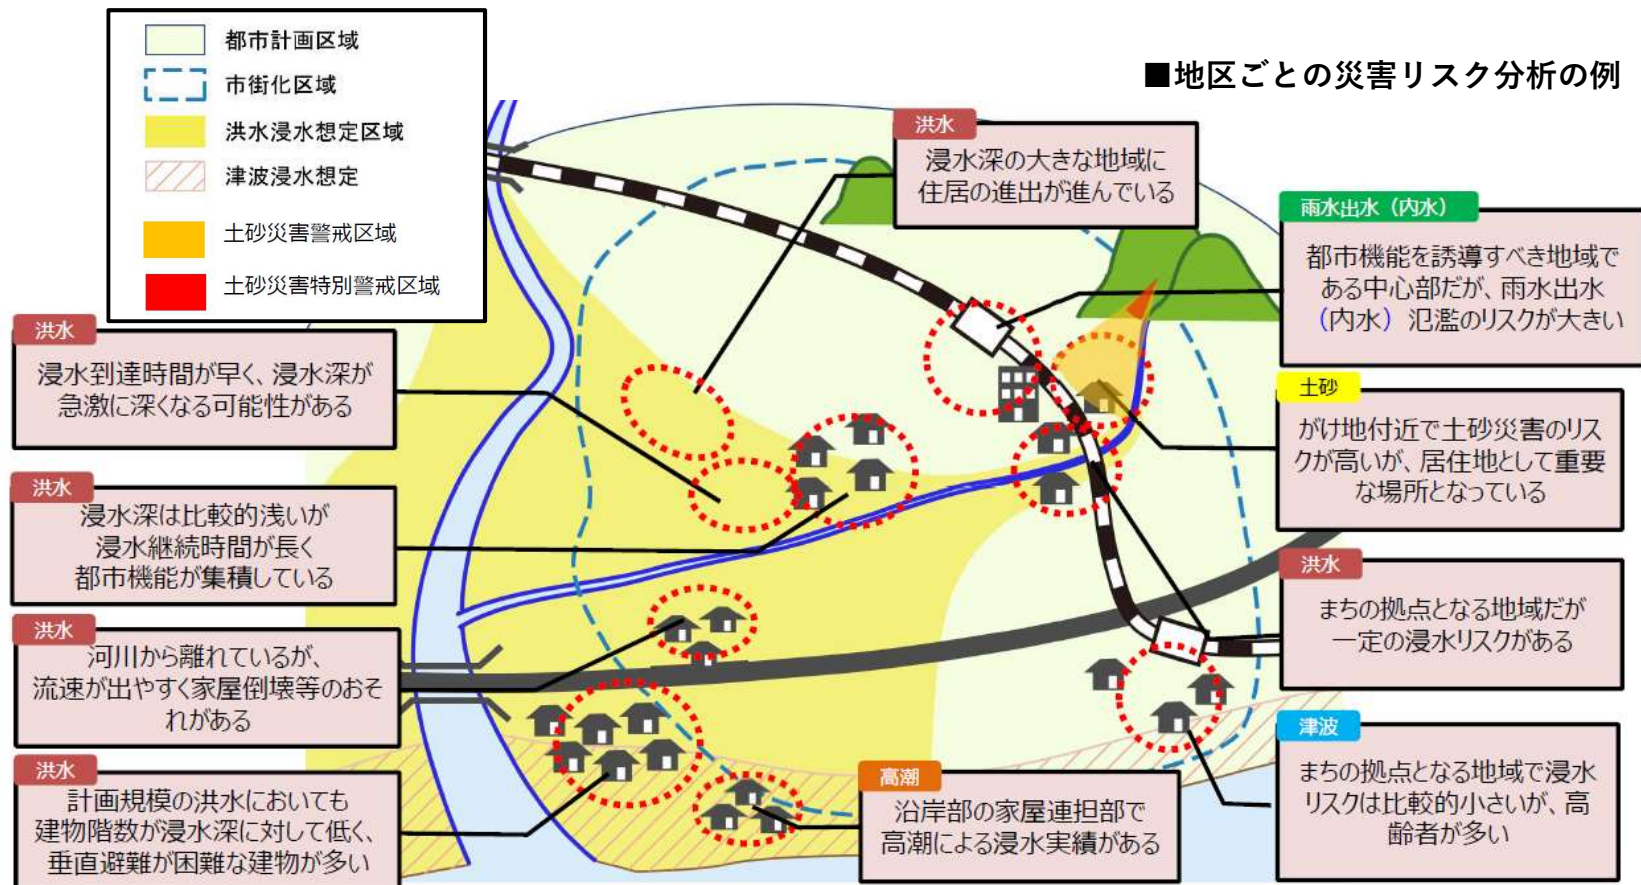 ■地区ごとの災害リスク分析の例
都市計画区域
市街化区域
洪水浸水想定区域
津波浸水想定
土砂災害警戒区域
土砂災害特別警戒区域
洪水
浸水深の大きな地域に
住居の進出が進んでいる
雨水出水（内水）
都市機能を誘導すべき地域で
ある中心部だが、雨水出水
（内水）氾濫のリスクが大きい
洪水
浸水到達時間が早く、浸水深が
急激に深くなる可能性がある
土砂
がけ地付近で土砂災害のリス
クが高いが、居住地として重要
な場所となっている
洪水
浸水深は比較的浅いが
浸水継続時間が長く
都市機能が集積している
洪水
まちの拠点となる地域だが
一定の浸水リスクがある
洪水
河川から離れているが、
流速が出やすく家屋倒壊等のおそ
れがある
津波
まちの拠点となる地域で浸水
リスクは比較的小さいが、高
齢者が多い
洪水
計画規模の洪水においても
建物階数が浸水深に対して低く、
垂直避難が困難な建物が多い
高潮
沿岸部の家屋連担部で
高潮による浸水実績がある